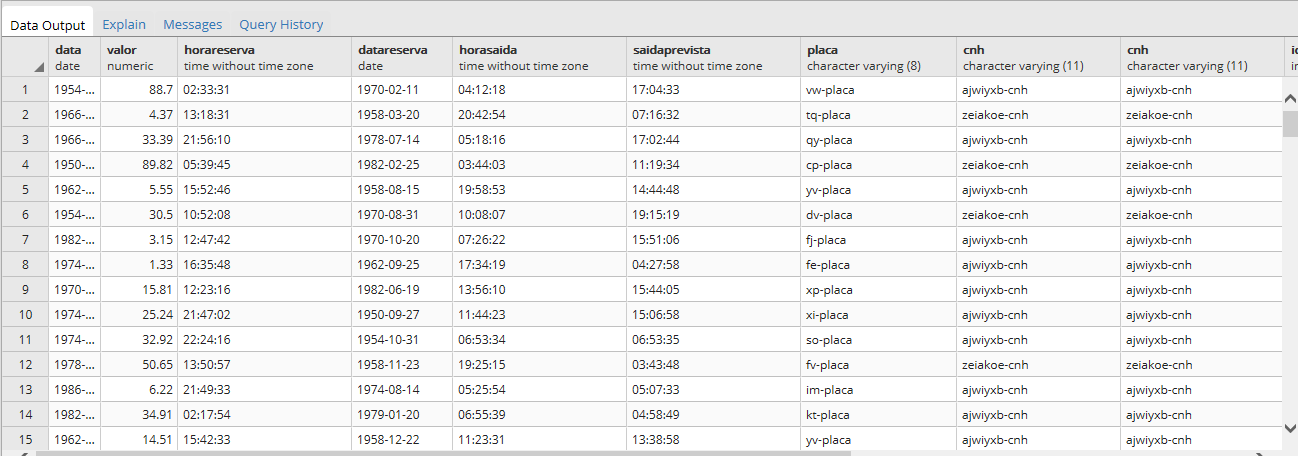 Data Output Explain Messages Query History
data valor horareserva datareserva horasaida saidaprevista placa cnh cnh
date numeric time without time zone date time without time zone time without time zone character varying (8) character varying (11) character varying (11)
1 1954-... 88.7 02:33:31 1970-02-11 04:12:18 17:04:33 vw-placa ajwiyxb-cnh ajwiyxb-cnh
2 1966-... 4.37 13:18:31 1958-03-20 20:42:54 07:16:32 tq-placa zeiakoe-cnh zeiakoe-cnh
3 1966-... 33.39 21:56:10 1978-07-14 05:18:16 17:02:44 qy-placa ajwiyxb-cnh ajwiyxb-cnh
4 1950-... 89.82 05:39:45 1982-02-25 03:44:03 11:19:34 cp-placa zeiakoe-cnh zeiakoe-cnh
5 1962-... 5.55 15:52:46 1958-08-15 19:58:53 14:44:48 yv-placa ajwiyxb-cnh ajwiyxb-cnh
6 1954-... 30.5 10:52:08 1970-08-31 10:08:07 19:15:19 dv-placa zeiakoe-cnh zeiakoe-cnh
7 1982-... 3.15 12:47:42 1970-10-20 07:26:22 15:51:06 fj-placa ajwiyxb-cnh ajwiyxb-cnh
8 1974-... 1.33 16:35:48 1962-09-25 17:34:19 04:27:58 fe-placa ajwiyxb-cnh ajwiyxb-cnh
9 1970-... 15.81 12:23:16 1982-06-19 13:56:10 15:44:05 xp-placa ajwiyxb-cnh ajwiyxb-cnh
10 1974-... 25.24 21:47:02 1950-09-27 11:44:23 15:06:58 xi-placa ajwiyxb-cnh ajwiyxb-cnh
11 1974-... 32.92 22:24:16 1954-10-31 06:53:34 06:53:35 so-placa ajwiyxb-cnh ajwiyxb-cnh
12 1978-... 50.65 13:50:57 1958-11-23 19:25:15 03:43:48 fv-placa zeiakoe-cnh zeiakoe-cnh
13 1986-... 6.22 21:49:33 1974-08-14 05:25:54 05:07:33 im-placa ajwiyxb-cnh ajwiyxb-cnh
14 1982-... 34.91 02:17:54 1979-01-20 06:55:39 04:58:49 kt-placa ajwiyxb-cnh ajwiyxb-cnh
15 1962-... 14.51 15:42:33 1958-12-22 11:23:31 13:38:58 yv-placa ajwiyxb-cnh ajwiyxb-cnh